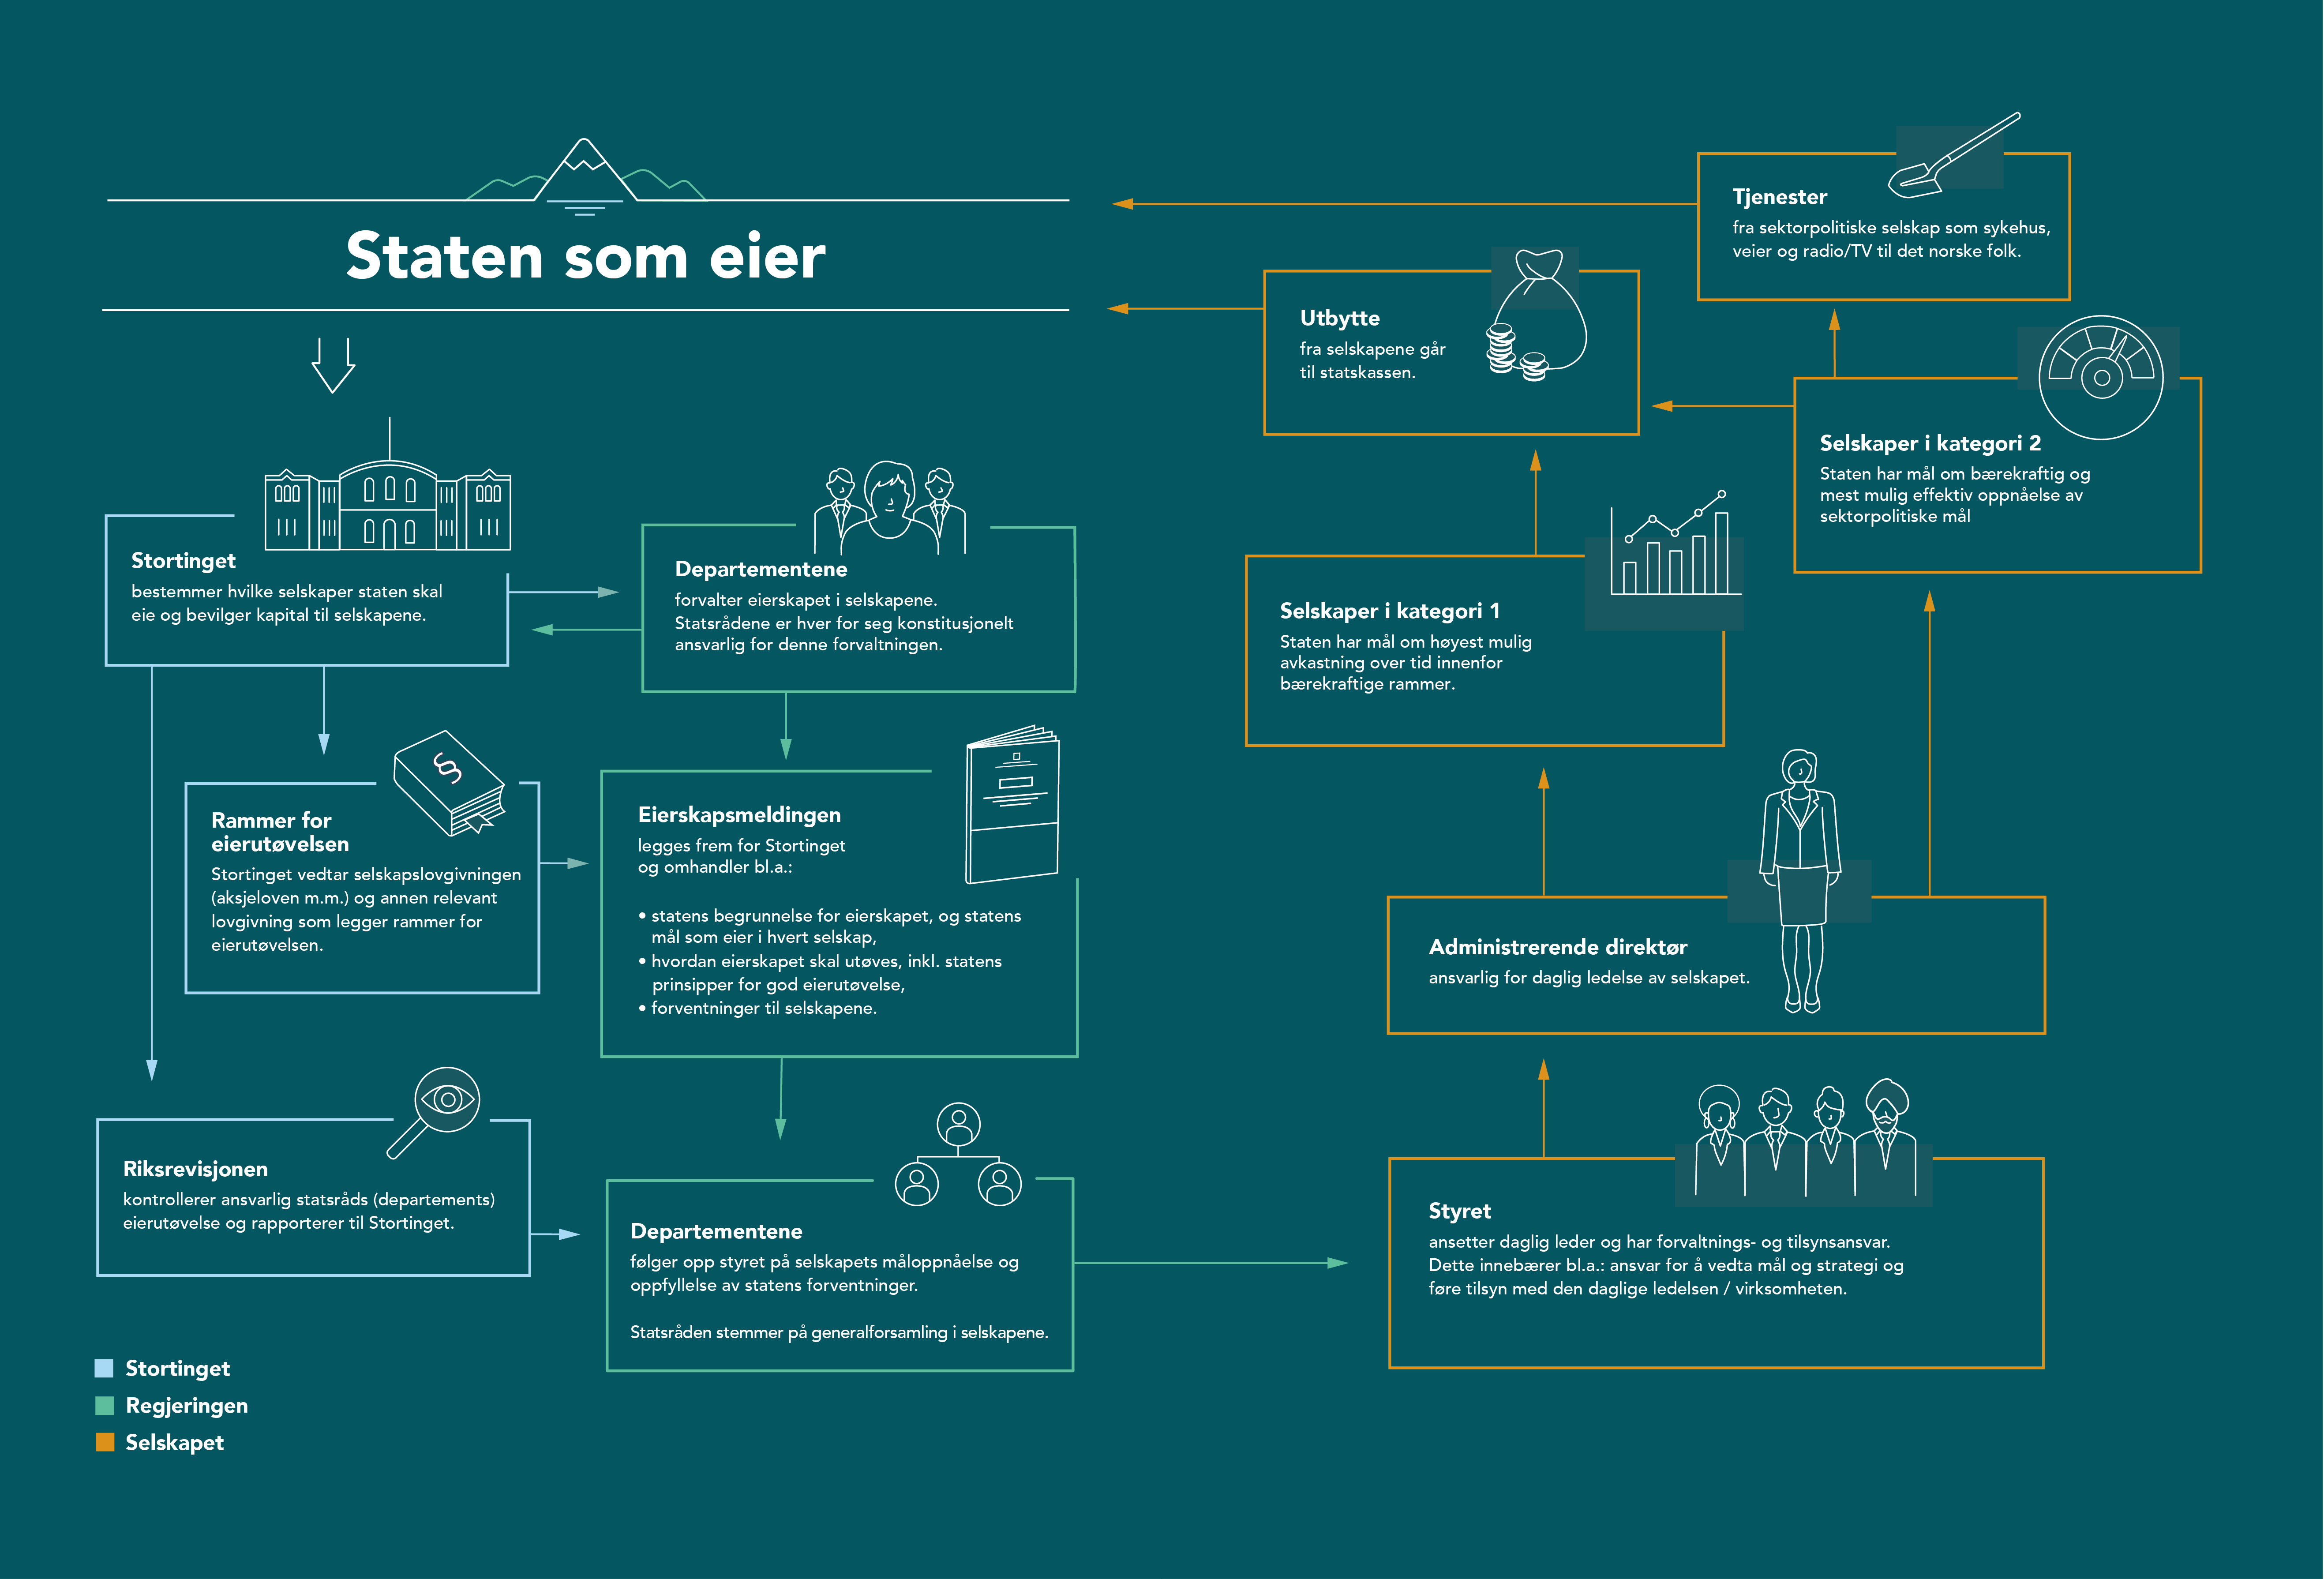 Staten som eier
Stortinget
bestemmer hvilke selskaper staten skal
eie og bevilger kapital til selskapene.
Departementene
forvalter eierskapet i selskapene.
Statsrådene er hver for seg konstitusjonelt
ansvarlig for denne forvaltningen.
§
Rammer for
eierutøvelsen
Stortinget vedtar selskapslovgivningen
(aksjeloven m.m.) og annen relevant
lovgivning som legger rammer for
eierutøvelsen.
Eierskapsmeldingen
legges frem for Stortinget
og omhandler bl.a.:
• statens begrunnelse for eierskapet, og statens
mål som eier i hvert selskap,
• hvordan eierskapet skal utøves, inkl. statens
prinsipper for god eierutøvelse,
• forventninger til selskapene.
Riksrevisjonen
kontrollerer ansvarlig statsråds (departements)
eierutøvelse og rapporterer til Stortinget.
Departementene
følger opp styret på selskapets måloppnåelse og
oppfyllelse av statens forventninger.
Statsråden stemmer på generalforsamling i selskapene.
Stortinget
Regjeringen
Selskapet
Tjenester
fra sektorpolitiske selskap som sykehus,
veier og radio/TV til det norske folk.
Utbytte
fra selskapene går
til statskassen.
Selskaper i kategori 2
Staten har mål om bærekraftig og
mest mulig effektiv oppnåelse av
sektorpolitiske mål
Selskaper i kategori 1
Staten har mål om høyest mulig
avkastning over tid innenfor
bærekraftige rammer.
Administrerende direktør
ansvarlig for daglig ledelse av selskapet.
Styret
ansetter daglig leder og har forvaltnings- og tilsynsansvar.
Dette innebærer bl.a.: ansvar for å vedta mål og strategi og
føre tilsyn med den daglige ledelsen / virksomheten.